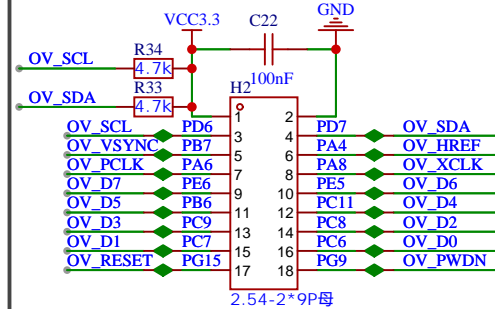 VCC3.3 C22 GND
OV_SCL R34
4.7k
100nF
OV_SDA R33
4.7k
H2
1 2
OV_SCL PD6 3 4 PD7 OV_SDA
OV_VSYNC PB7 5 6 PA4 OV_HREF
OV_PCLK PA6 7 8 PA8 OV_XCLK
OV_D7 PE6 9 10 PE5 OV_D6
OV_D5 PB6 11 12 PC11 OV_D4
OV_D3 PC9 13 14 PC8 OV_D2
OV_D1 PC7 15 16 PC6 OV_D0
OV_RESET PG15 17 18 PG9 OV_PWDN
2.54-2*9P母